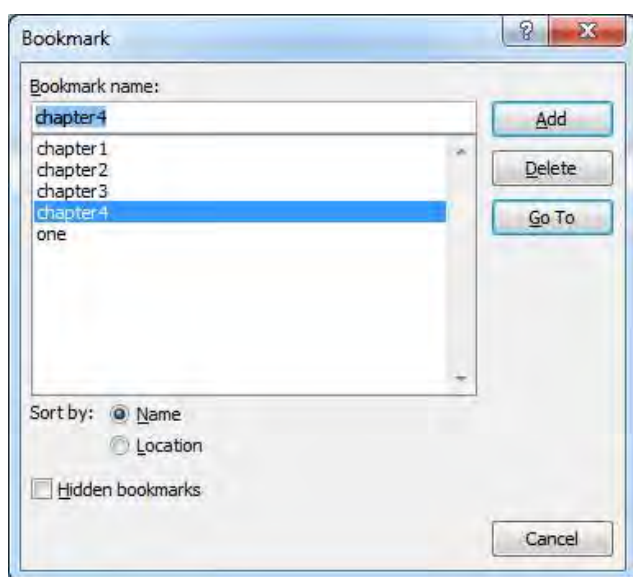 Bookmark
Bookmark name:
chapter4
Add
chapter1
chapter2
chapter3
chapter4
one
Delete
Go To
Sort by: Name
Location
Hidden bookmarks
Cancel